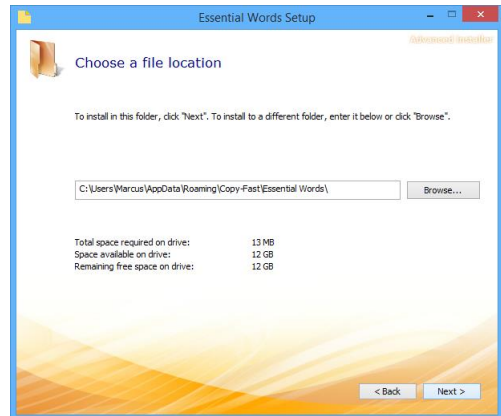 Essential Words Setup
Advanced Installer
Choose a file location
To install in this folder, click "Next". To install to a different folder, enter it below or click "Browse".
C:\Users\Marcus\AppData\Roaming\Copy-Fast\Essential Words\
Browse...
Total space required on drive: 13 MB
Space available on drive: 12 GB
Remaining free space on drive: 12 GB
< Back Next >